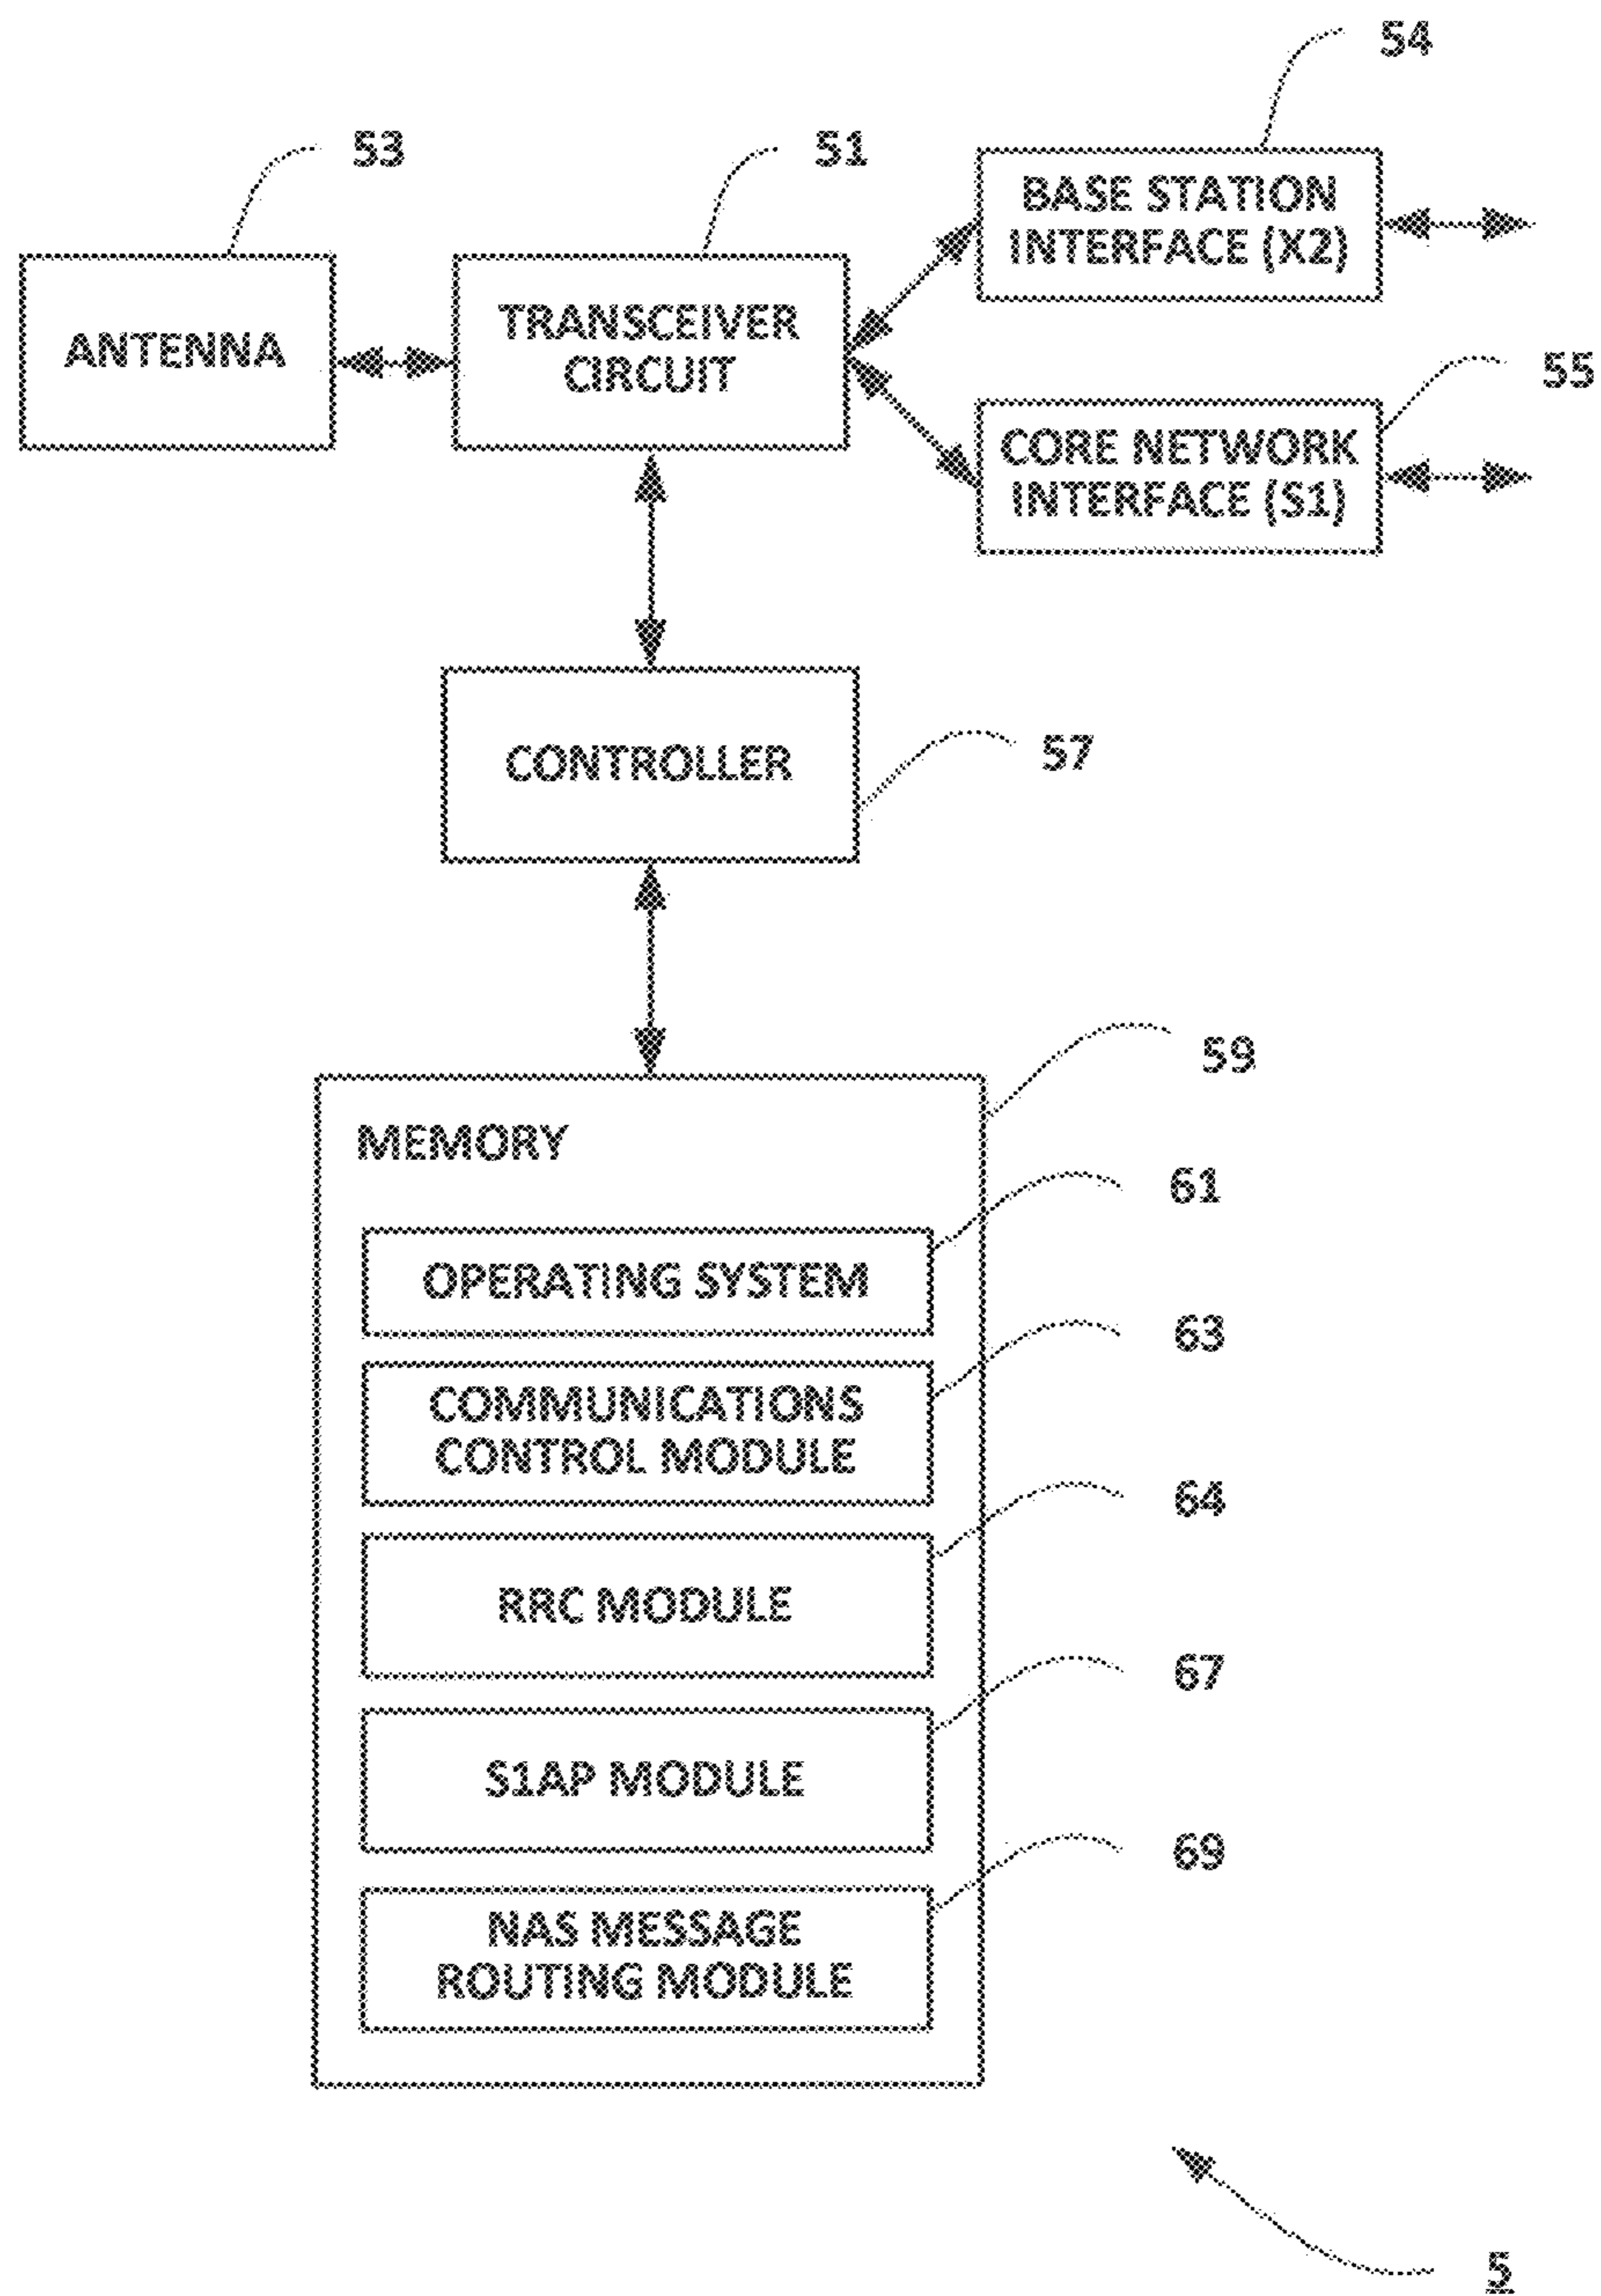 54
53
51
BASE STATION
INTERFACE (X2)
ANTENNA
TRANSCEIVER
CIRCUIT
55
CORE NETWORK
INTERFACE (S1)
CONTROLLER
57
59
MEMORY
61
OPERATING SYSTEM
63
COMMUNICATIONS
CONTROL MODULE
64
RRC MODULE
67
S1AP MODULE
69
NAS MESSAGE
ROUTING MODULE
5